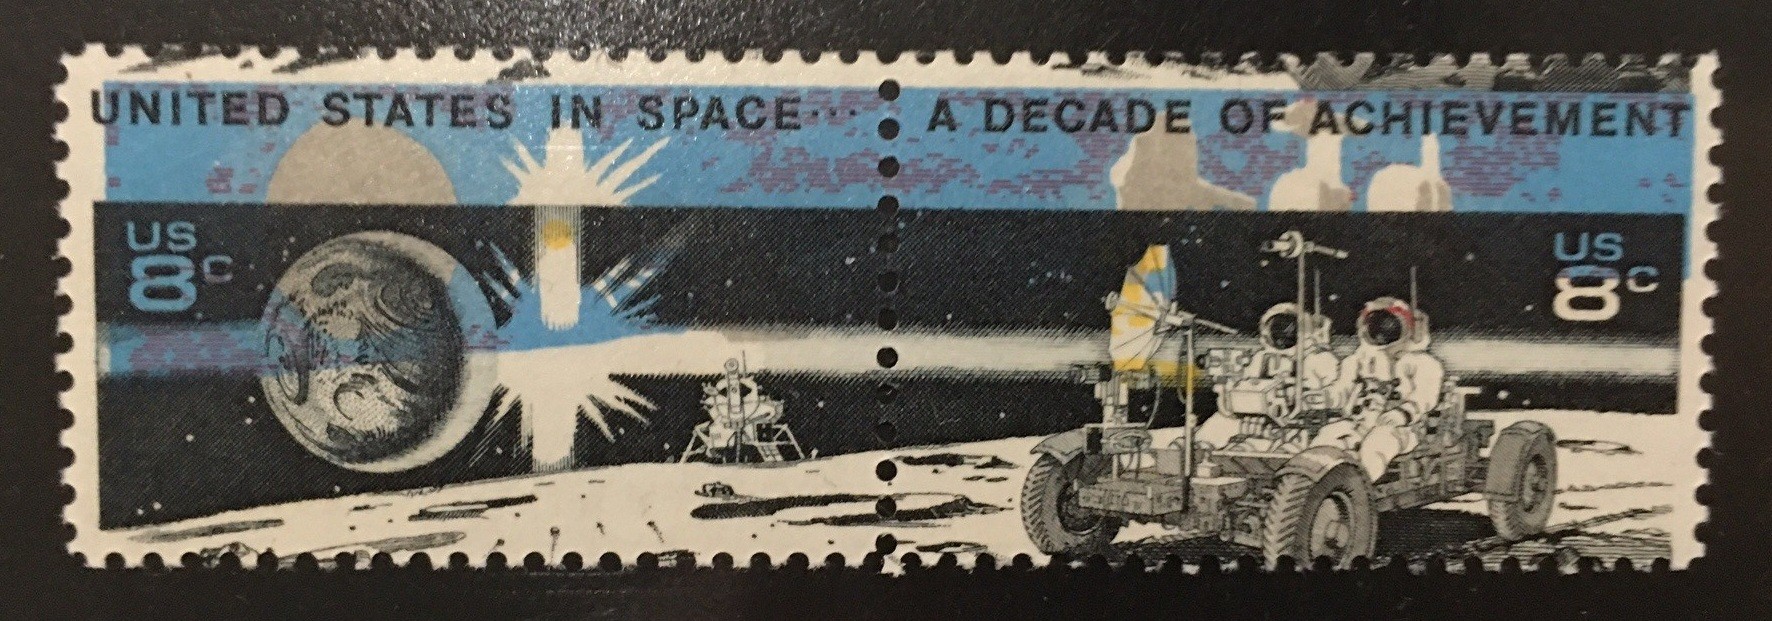 UNITED STATES IN SPACE... A DECADE OF ACHIEVEMENT
US
8c
US
8c